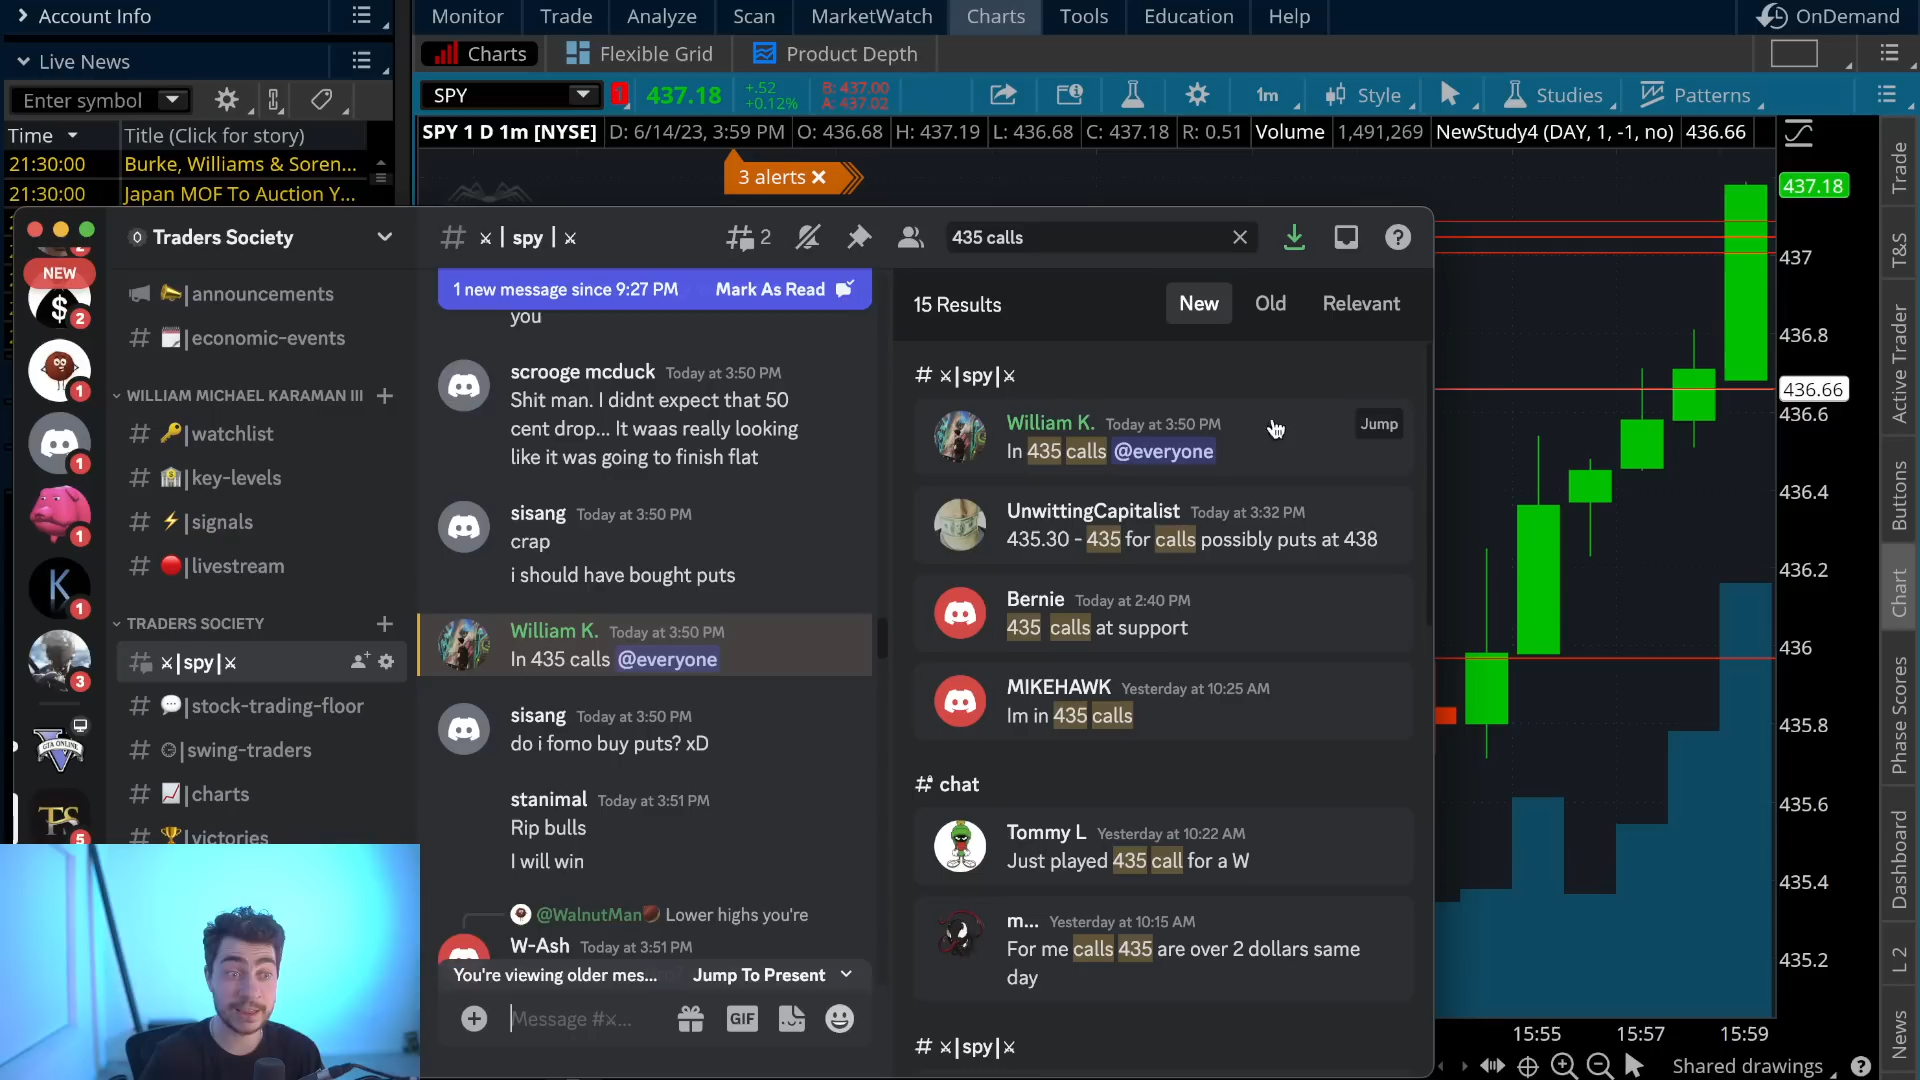 Account Info
Monitor
Trade
Analyze
Scan
MarketWatch
Charts
Tools
Education
Help
OnDemand
Live News
Charts
Flexible Grid
Product Depth
Enter symbol
SPY
437.18
+.52
+0.12%
B: 437.00
A: 437.02
1m
Style
Studies
Patterns
Time
Title (Click for story)
SPY 1 D 1m [NYSE]
D: 6/14/23, 3:59 PM
O: 436.68
H: 437.19
L: 436.68
C: 437.18
R: 0.51
Volume
1,491,269
NewStudy4 (DAY, 1, -1, no)
436.66
21:30:00
Burke, Williams & Soren...
21:30:00
Japan MOF To Auction Y...
3 alerts
NEW
2
1
1
1
K
1
3
GTA ONLINE
TS
5
Traders Society
announcements
economic-events
WILLIAM MICHAEL KARAMAN III
watchlist
key-levels
signals
livestream
TRADERS SOCIETY
spy
stock-trading-floor
swing-traders
charts
victories
spy
2
435 calls
1 new message since 9:27 PM
Mark As Read
you
scrooge mcduck Today at 3:50 PM
Shit man. I didnt expect that 50
cent drop... It waas really looking
like it was going to finish flat
sisang Today at 3:50 PM
crap
i should have bought puts
William K. Today at 3:50 PM
In 435 calls @everyone
sisang Today at 3:50 PM
do i fomo buy puts? xD
stanimal Today at 3:51 PM
Rip bulls
I will win
@WalnutMan Lower highs you're
W-Ash Today at 3:51 PM
You're viewing older mes...
Jump To Present
Message #
GIF
15 Results
New
Old
Relevant
# spy
William K. Today at 3:50 PM
Jump
In 435 calls @everyone
UnwittingCapitalist Today at 3:32 PM
435.30 - 435 for calls possibly puts at 438
Bernie Today at 2:40 PM
435 calls at support
MIKEHAWK Yesterday at 10:25 AM
Im in 435 calls
# chat
Tommy L Yesterday at 10:22 AM
Just played 435 call for a W
m... Yesterday at 10:15 AM
For me calls 435 are over 2 dollars same
day
# spy
437.18
437
436.8
436.66
436.6
436.4
436.2
436
435.8
435.6
435.4
435.2
15:55
15:57
15:59
Shared drawings
Trade
T&S
Active Trader
Buttons
Chart
Phase Scores
Dashboard
L 2
News